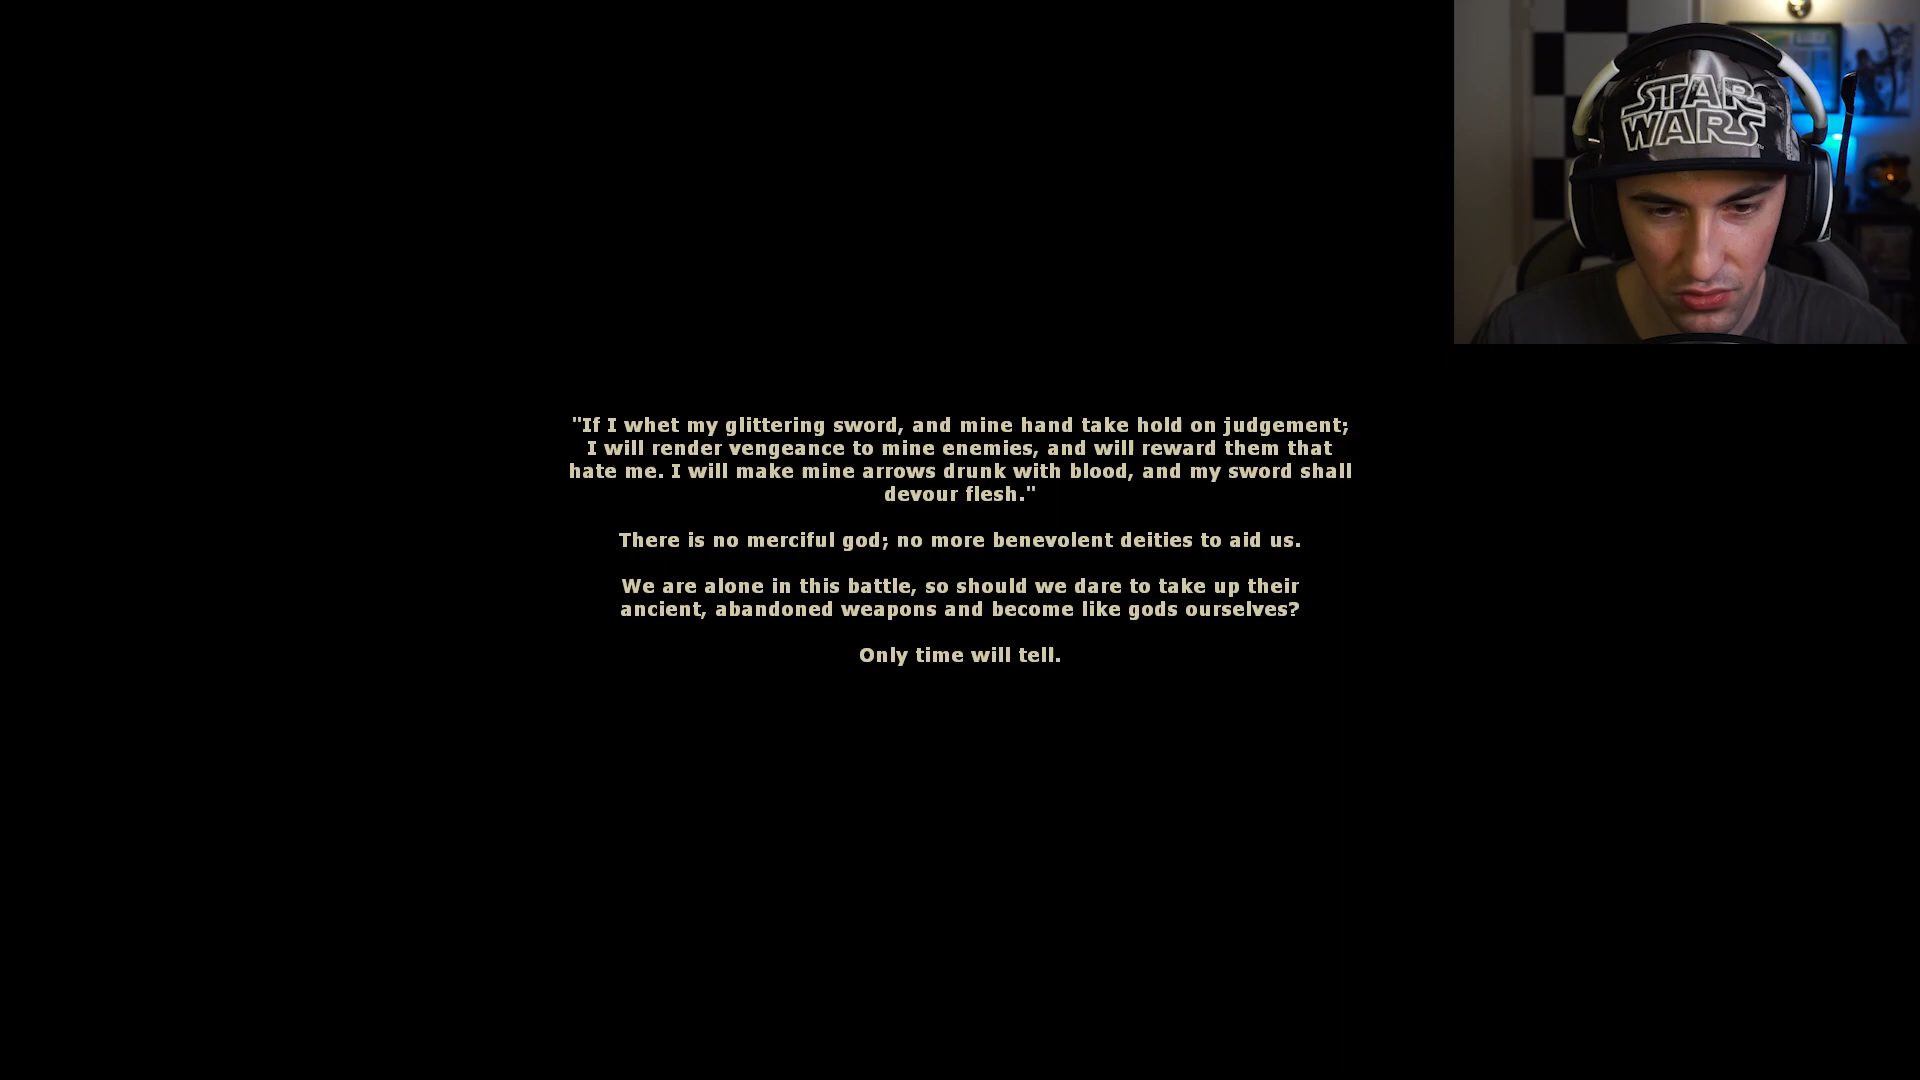 STAR
WARS
"If I whet my glittering sword, and mine hand take hold on judgement;
I will render vengeance to mine enemies, and will reward them that
hate me. I will make mine arrows drunk with blood, and my sword shall
devour flesh."
There is no merciful god; no more benevolent deities to aid us.
We are alone in this battle, so should we dare to take up their
ancient, abandoned weapons and become like gods ourselves?
Only time will tell.